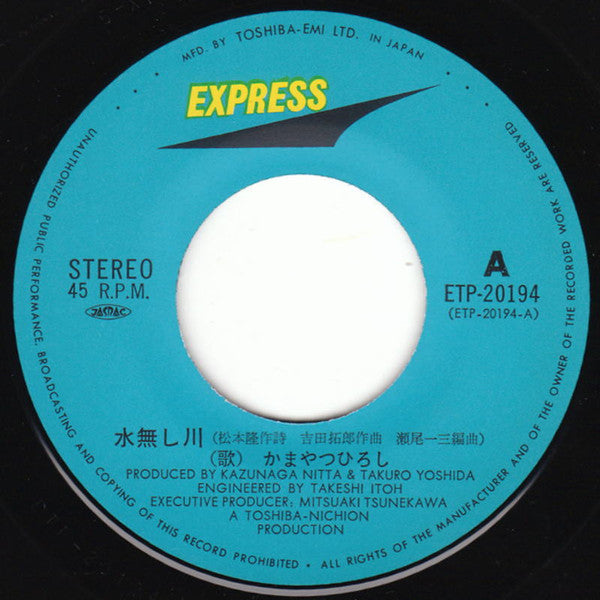 MFD. BY TOSHIBA-EMI LTD. IN JAPAN
EXPRESS
UNAUTHORIZED PUBLIC PERFORMANCE, BROADCASTING AND COPYING OF THIS RECORD PROHIBITED • ALL RIGHTS OF THE MANUFACTURER AND OF THE OWNER OF THE RECORDED WORK ARE RESERVED
STEREO
45 R.P.M.
JASRAC
A
ETP-20194
(ETP-20194-A)
水無し川(松本隆作詩 吉田拓郎作曲 瀬尾一三編曲)
(歌) かまやつひろし
PRODUCED BY KAZUNAGA NITTA & TAKURO YOSHIDA
ENGINEERED BY TAKESHI ITOH
EXECUTIVE PRODUCER: MITSUAKI TSUNEKAWA
A TOSHIBA-NICHION
PRODUCTION